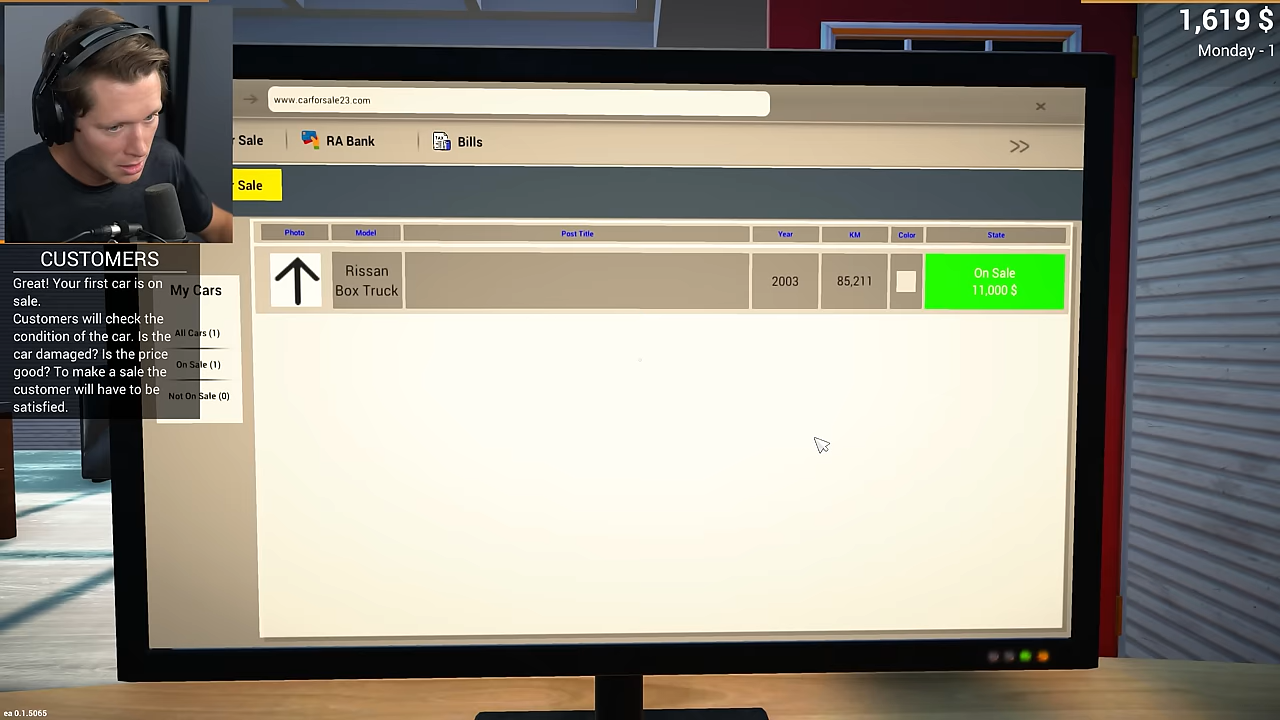 1,619 $
Monday - 1
www.carforsale23.com
Sale
RA Bank
Bills
>>
Sale
Photo Model Post Title Year KM Color State
Rissan
Box Truck
2003
85,211
On Sale
11,000 $
CUSTOMERS
Great! Your first car is on
sale.
Customers will check the
condition of the car. Is the
car damaged? Is the price
good? To make a sale the
customer will have to be
satisfied.
My Cars
All Cars (1)
On Sale (1)
Not On Sale (0)
ea 0.1.5065